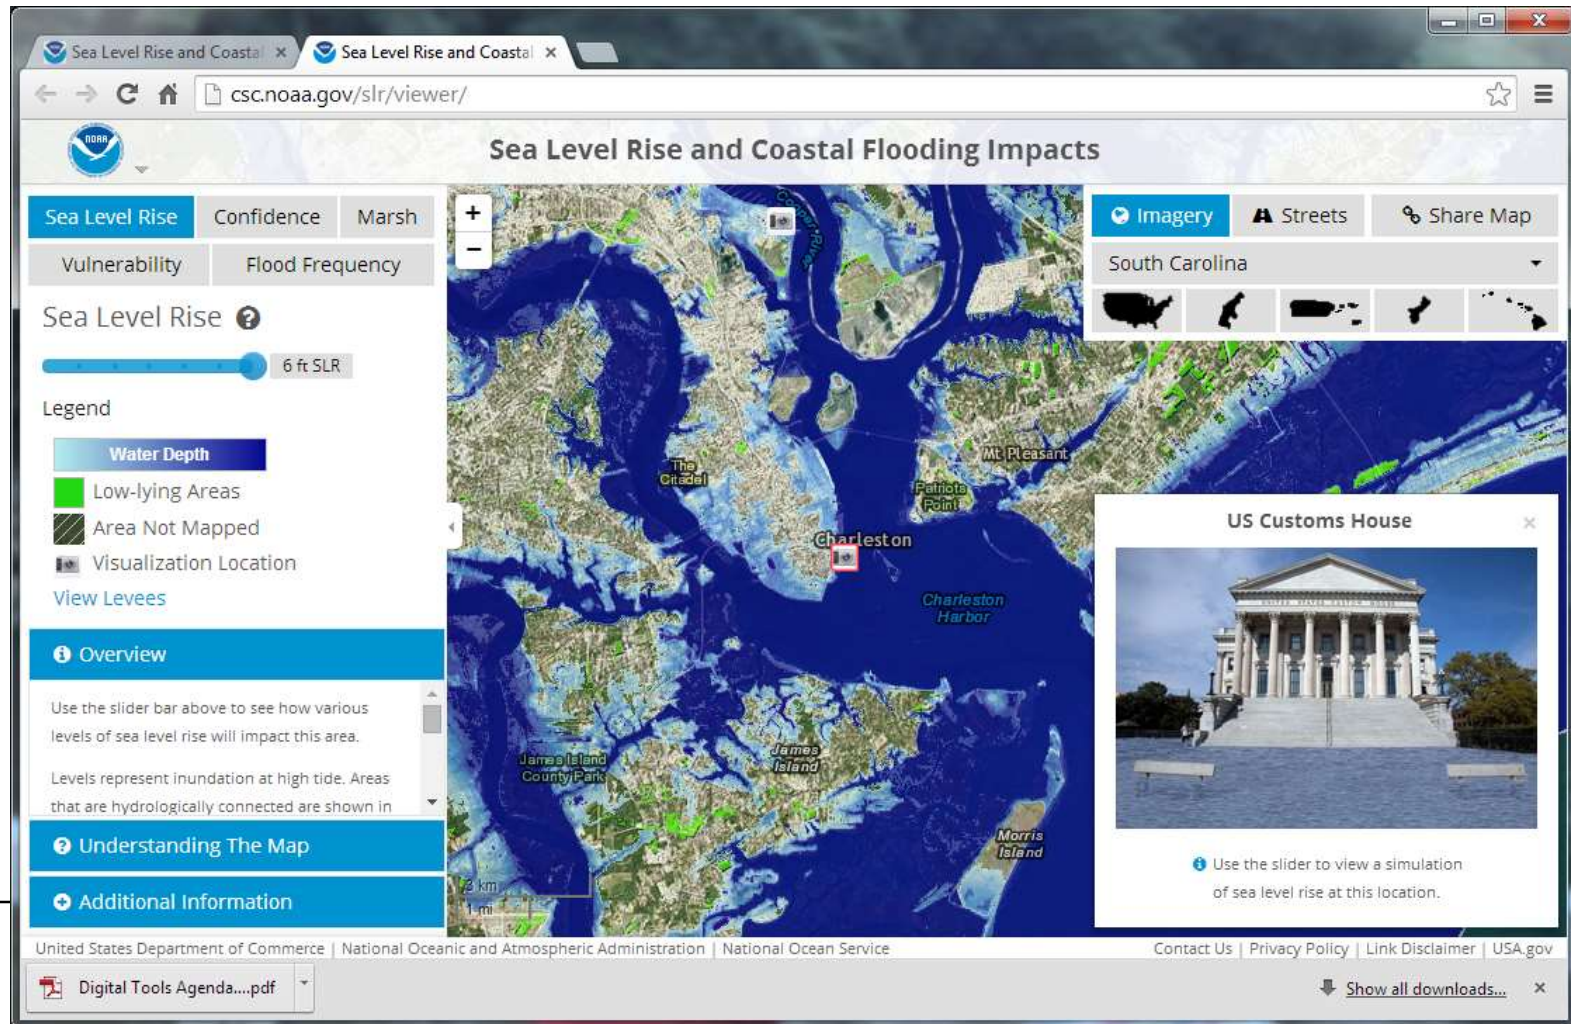 Sea Level Rise and Coastal
Sea Level Rise and Coastal
csc.noaa.gov/slr/viewer/
NOAA
Sea Level Rise and Coastal Flooding Impacts
Sea Level Rise
Confidence
Marsh
Vulnerability
Flood Frequency
Sea Level Rise
6 ft SLR
Legend
Water Depth
Low-lying Areas
Area Not Mapped
Visualization Location
View Levees
Overview
Use the slider bar above to see how various
levels of sea level rise will impact this area.
Levels represent inundation at high tide. Areas
that are hydrologically connected are shown in
Understanding The Map
Additional Information
+
−
Cooper River
The
Citadel
Mt Pleasant
Patriots
Point
Charleston
Charleston
Harbor
James Island
County Park
James
Island
Morris
Island
3 km
1 mi
Imagery
Streets
Share Map
South Carolina
US Customs House
UNITED STATES CUSTOM HOUSE
Use the slider to view a simulation
of sea level rise at this location.
United States Department of Commerce | National Oceanic and Atmospheric Administration | National Ocean Service
Contact Us | Privacy Policy | Link Disclaimer | USA.gov
Digital Tools Agenda....pdf
Show all downloads...